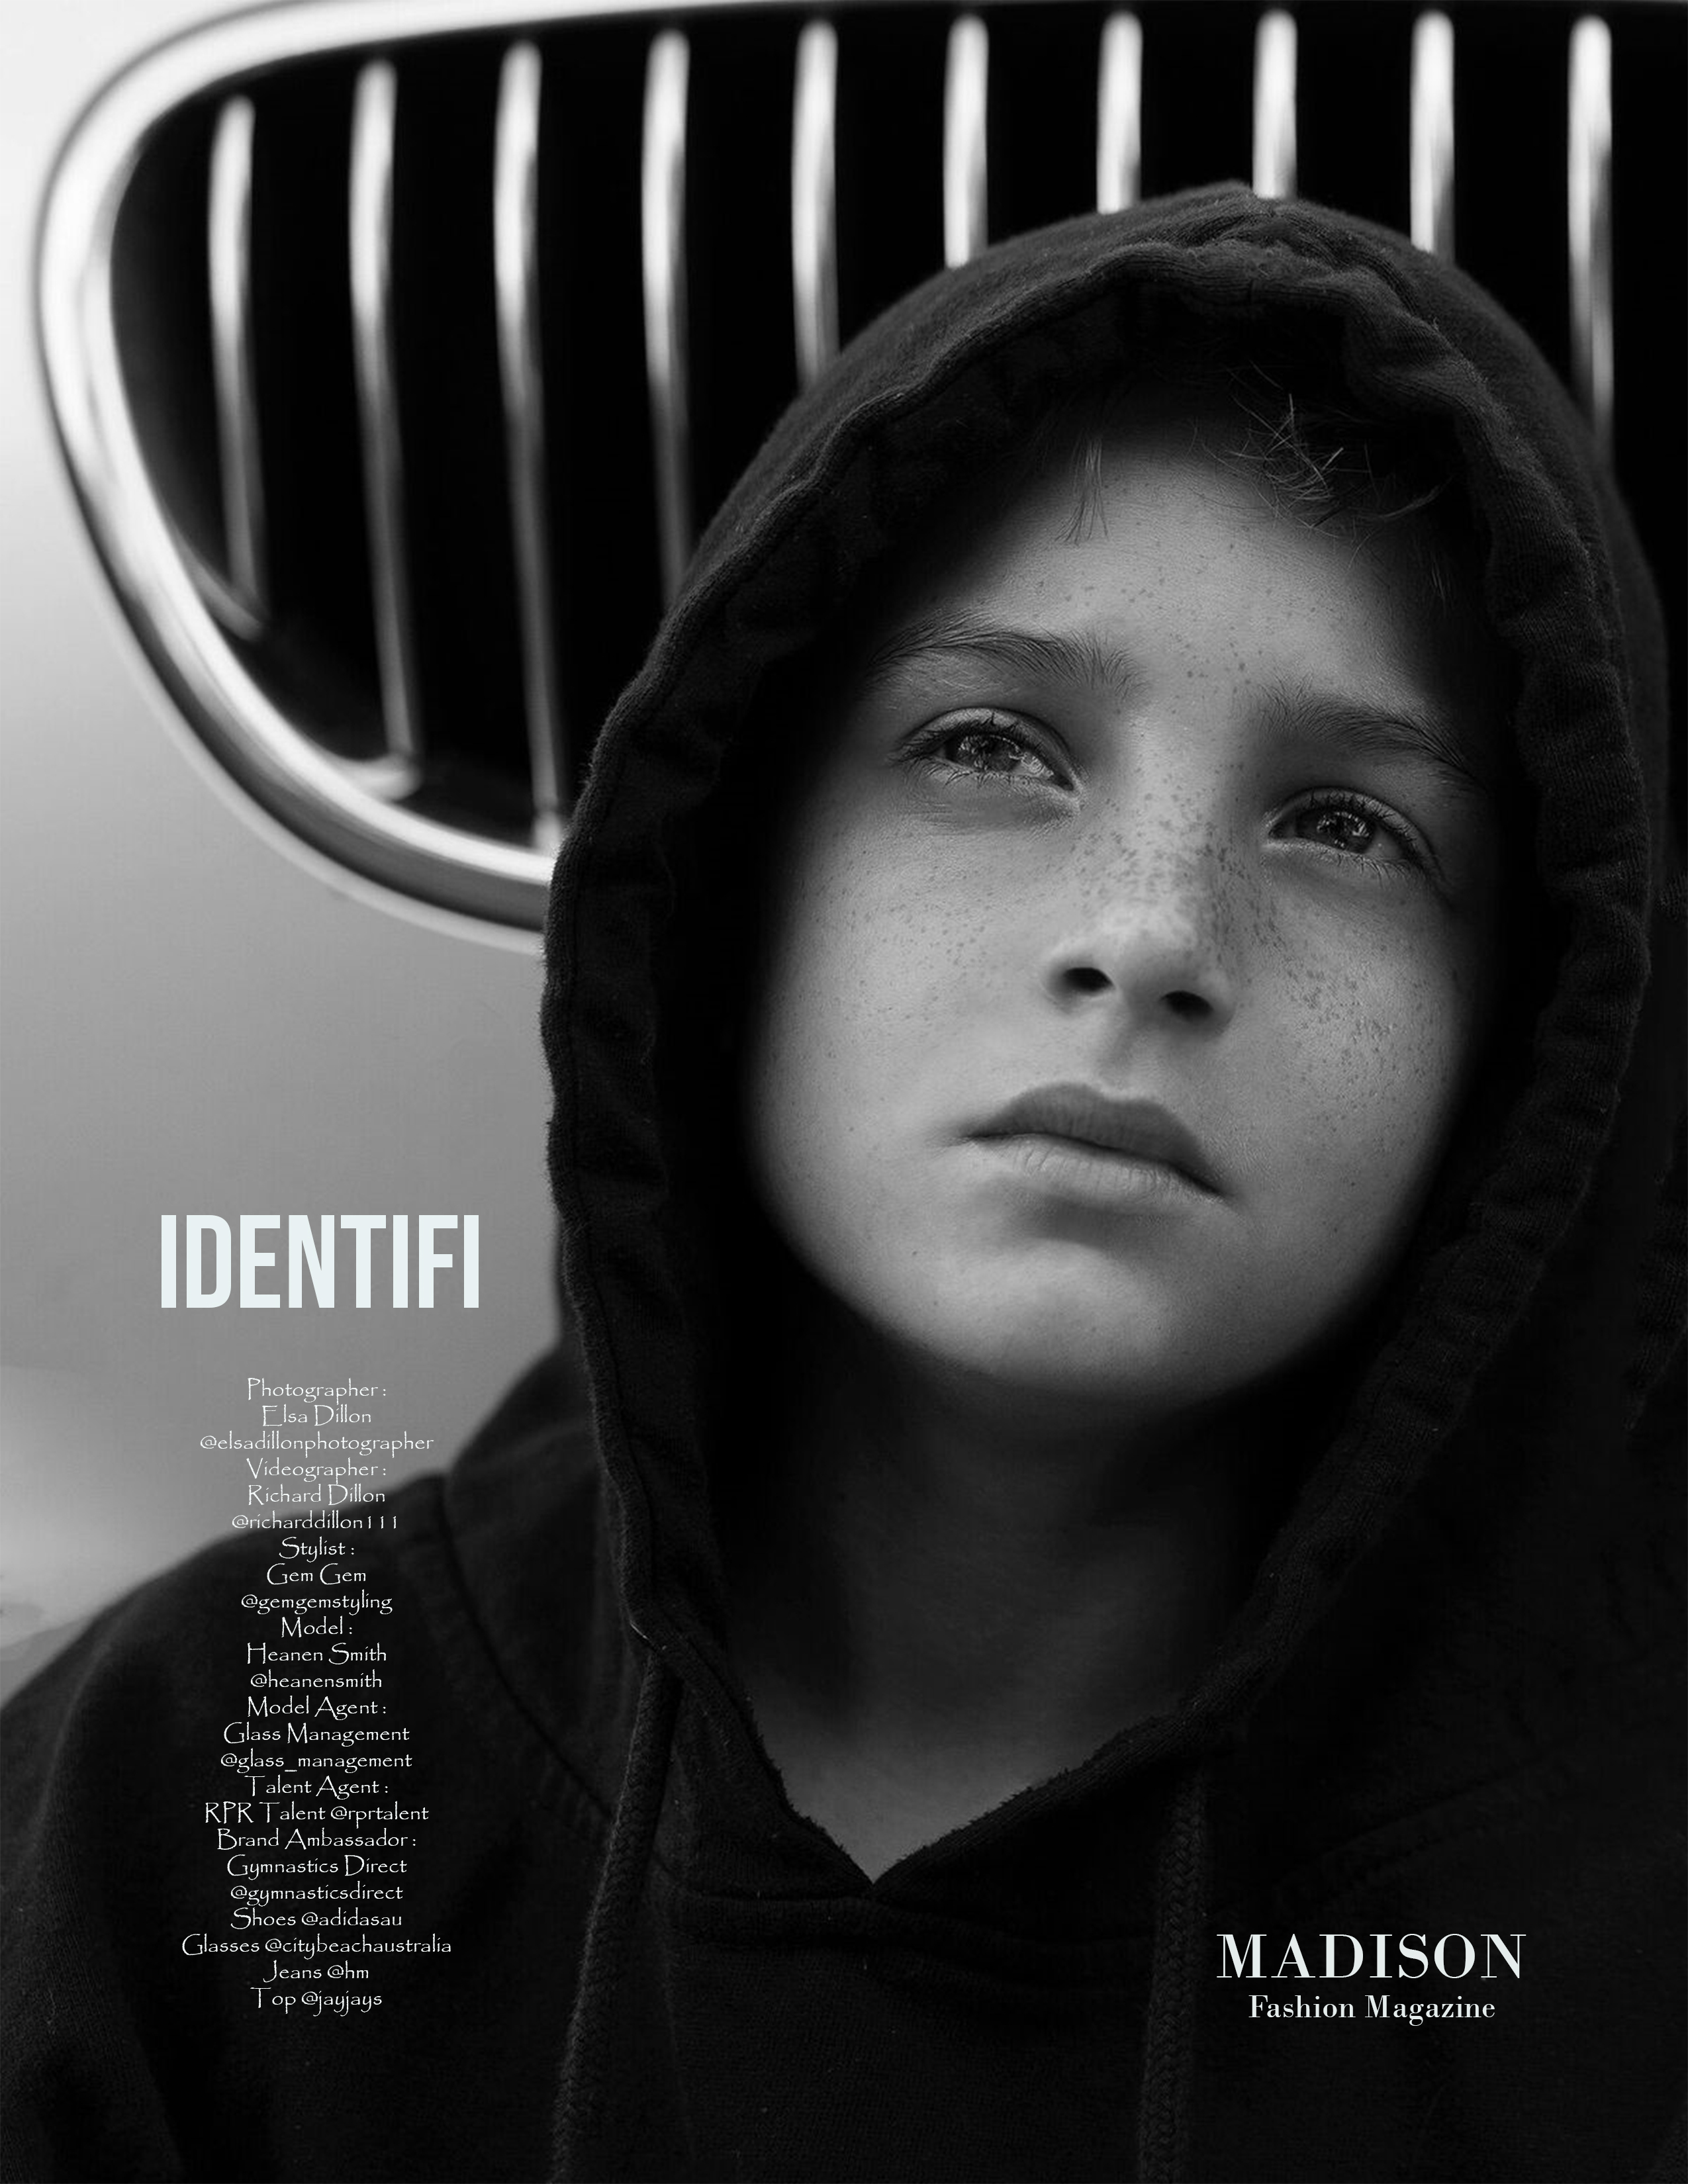 IDENTIFI
Photographer :
Elsa Dillon
@elsadillonphotographer
Videographer :
Richard Dillon
@richarddillon111
Stylist :
Gem Gem
@gemgemstyling
Model :
Heanen Smith
@heanensmith
Model Agent :
Glass Management
@glass_management
Talent Agent :
RPR Talent @rprtalent
Brand Ambassador :
Gymnastics Direct
@gymnasticsdirect
Shoes @adidasau
Glasses @citybeachaustralia
Jeans @hm
Top @jayjays
MADISON
Fashion Magazine